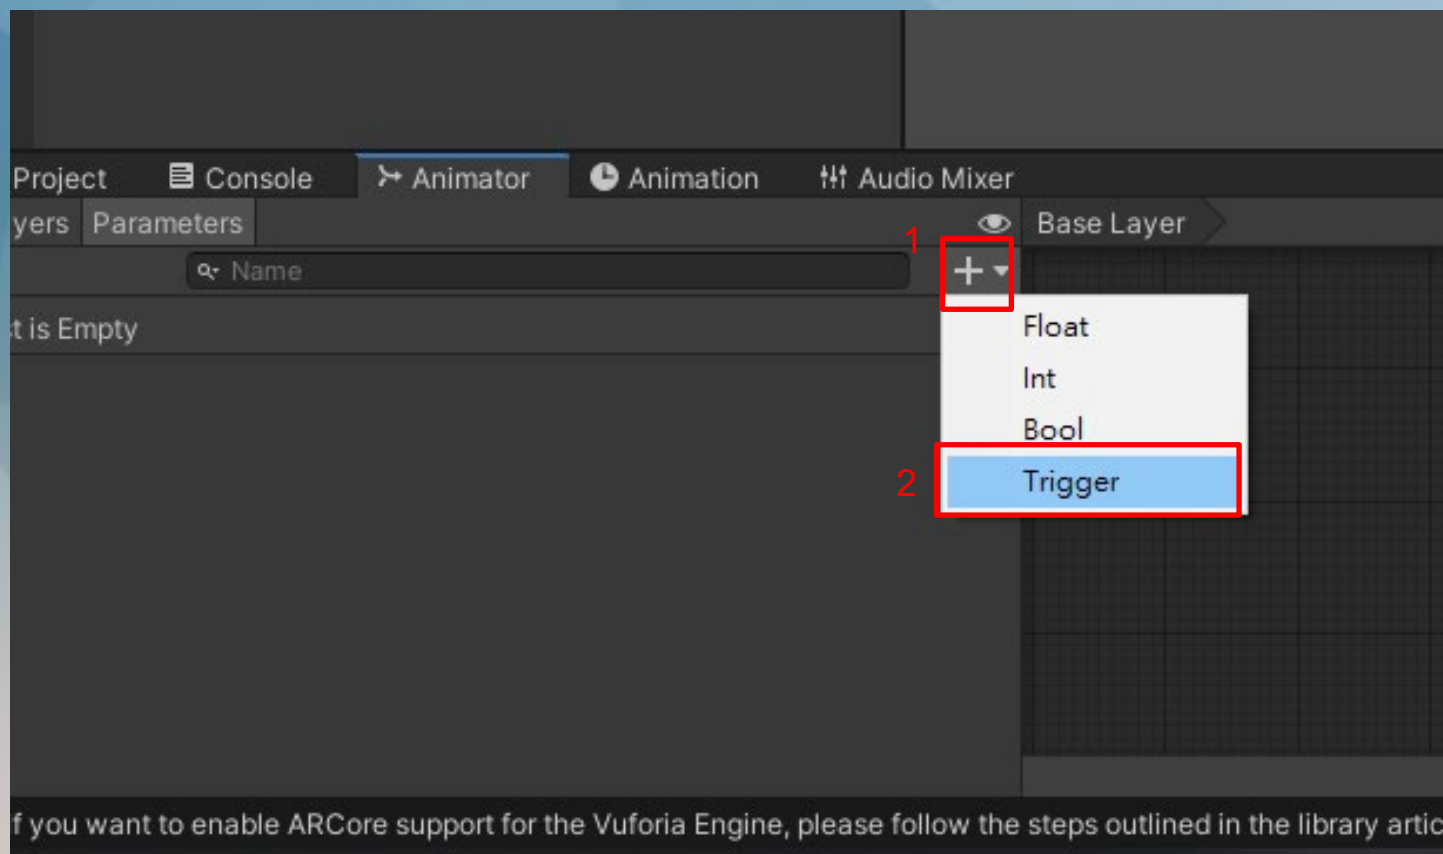 Project Console Animator Animation Audio Mixer
yers Parameters Base Layer
1
Name
t is Empty
Float
Int
Bool
2 Trigger
f you want to enable ARCore support for the Vuforia Engine, please follow the steps outlined in the library artic